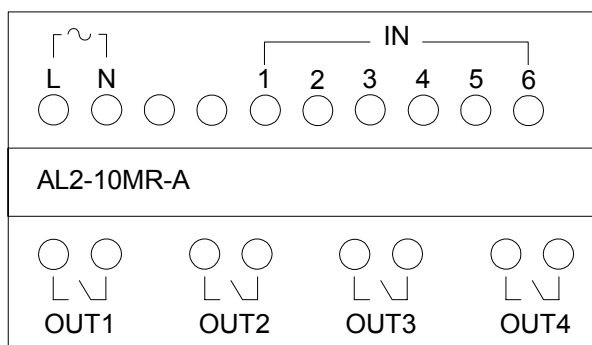 IN
L N 1 2 3 4 5 6
AL2-10MR-A
OUT1 OUT2 OUT3 OUT4